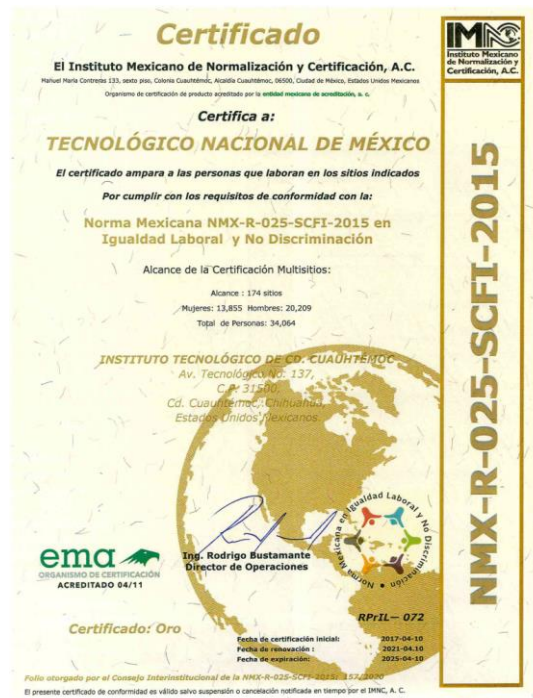 Certificado
El Instituto Mexicano de Normalización y Certificación, A.C.
Manuel María Contreras 133, sexto piso, Colonia Cuauhtémoc, Alcaldía Cuauhtémoc, 06500, Ciudad de México, Estados Unidos Mexicanos
Organismo de certificación de producto acreditado por la entidad mexicana de acreditación, a. c.
Certifica a:
TECNOLÓGICO NACIONAL DE MÉXICO
El certificado ampara a las personas que laboran en los sitios indicados
Por cumplir con los requisitos de conformidad con la:
Norma Mexicana NMX-R-025-SCFI-2015 en
Igualdad Laboral y No Discriminación
Alcance de la Certificación Multisitios:
Alcance : 174 sitios
Mujeres: 13,855 Hombres: 20,209
Total de Personas: 34,064
INSTITUTO TECNOLÓGICO DE CD. CUAUHTÉMOC
Av. Tecnológico No. 137,
C.P. 31500,
Cd. Cuauhtémoc, Chihuahua,
Estados Unidos Mexicanos.
Ing. Rodrigo Bustamante
Director de Operaciones
ema
ORGANISMO DE CERTIFICACIÓN
ACREDITADO 04/11
Norma Mexicana en Igualdad Laboral y No Discriminación
RPrIL— 072
Certificado: Oro
Fecha de certificación inicial: 2017-04-10
Fecha de renovación : 2021-04.10
Fecha de expiración: 2025-04-10
Folio otorgado por el Consejo Interinstitucional de la NMX-R-025-SCFI-2015: 157/2020
El presente certificado de conformidad es válido salvo suspensión o cancelación notificada en tiempo por el IMNC, A. C.
IMNC
Instituto Mexicano
de Normalización y
Certificación, A.C.
NMX-R-025-SCFI-2015